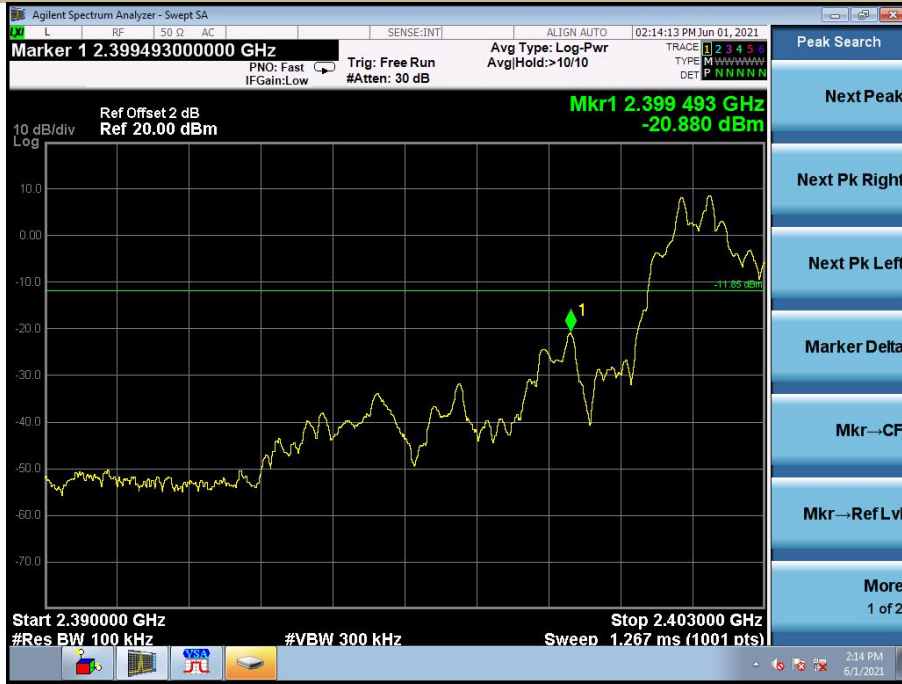 Agilent Spectrum Analyzer - Swept SA
LXI L RF 50 Ω AC SENSE:INT ALIGN AUTO 02:14:13 PM Jun 01, 2021
Marker 1 2.399493000000 GHz
PNO: Fast
IFGain:Low
Trig: Free Run
#Atten: 30 dB
Avg Type: Log-Pwr
Avg|Hold:>10/10
TRACE 1 2 3 4 5 6
TYPE M WWWWW
DET P N N N N N
Peak Search
Mkr1 2.399 493 GHz
-20.880 dBm
Ref Offset 2 dB
10 dB/div Ref 20.00 dBm
Log
10.0
0.00
-10.0
-20.0
-30.0
-40.0
-50.0
-60.0
-70.0
-11.85 dBm
1
Start 2.390000 GHz Stop 2.403000 GHz
#Res BW 100 kHz #VBW 300 kHz Sweep 1.267 ms (1001 pts)
Next Peak
Next Pk Right
Next Pk Left
Marker Delta
Mkr→CF
Mkr→Ref Lvl
More
1 of 2
VSA
2:14 PM
6/1/2021